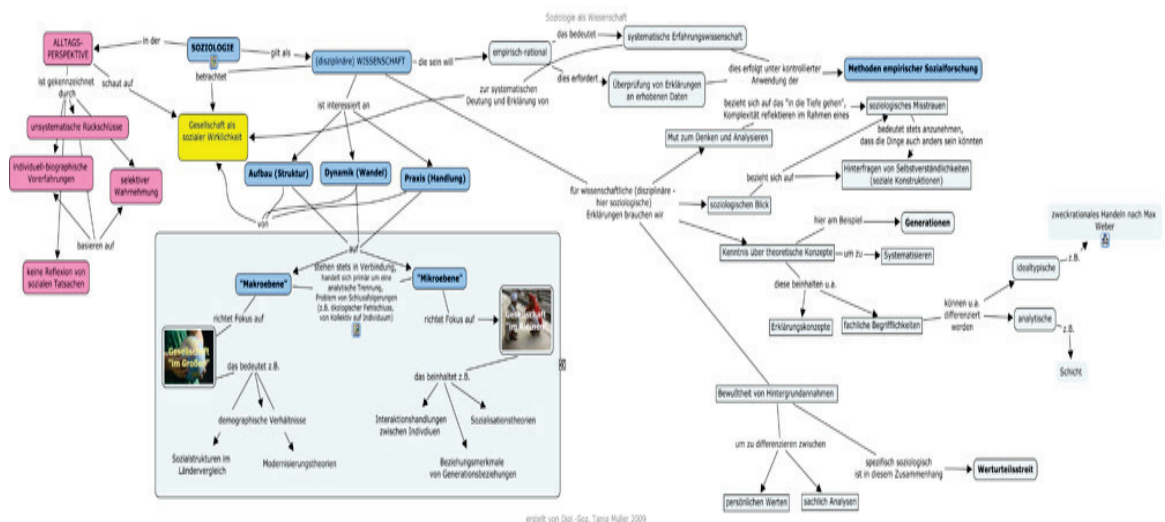 Soziologie als Wissenschaft
ALLTAGS-
PERSPEKTIVE
in der
SOZIOLOGIE
gilt als
(disziplinäre) WISSENSCHAFT
die sein will
empirisch-rational
das bedeutet
systematische Erfahrungswissenschaft
dies erfordert
Überprüfung von Erklärungen
an erhobenen Daten
dies erfolgt unter kontrollierter
Anwendung der
Methoden empirischer Sozialforschung
ist gekennzeichnet
durch
schaut auf
betrachtet
zur systematischen
Deutung und Erklärung von
unsystematische Rückschlüsse
individuell-biographische
Vorerfahrungen
selektiver
Wahrnehmung
basieren auf
keine Reflexion von
sozialen Tatsachen
Gesellschaft als
sozialer Wirklichkeit
ist interessiert an
Aufbau (Struktur)
Dynamik (Wandel)
Praxis (Handlung)
von
auf
bezieht sich auf das "in die Tiefe gehen",
Komplexität reflektieren im Rahmen eines
soziologisches Misstrauen
Mut zum Denken und Analysieren
bedeutet stets anzunehmen,
dass die Dinge auch anders sein könnten
Hinterfragen von Selbstverständlichkeiten
(soziale Konstruktionen)
bezieht sich auf
soziologischen Blick
für wissenschaftliche (disziplinäre -
hier soziologische)
Erklärungen brauchen wir
hier am Beispiel
Generationen
Kenntnis über theoretische Konzepte
um zu
Systematisieren
diese beinhalten u.a.
Erklärungskonzepte
fachliche Begrifflichkeiten
können u.a.
differenziert
werden
idealtypische
z.B.
zweckrationales Handeln nach Max
Weber
analytische
z.B.
Schicht
"Makroebene"
stehen stets in Verbindung,
handelt sich primär um eine
analytische Trennung,
Problem von Schlussfolgerungen
(z.B. ökologischer Fehlschluss,
von Kollektiv auf Individuum)
"Mikroebene"
richtet Fokus auf
Gesellschaft
"im Großen"
richtet Fokus auf
Gesellschaft
"im Kleinen"
das bedeutet z.B.
demographische Verhältnisse
Sozialstrukturen im
Ländervergleich
Modernisierungstheorien
das beinhaltet z.B.
Interaktionshandlungen
zwischen Indivdiuen
Sozialisationstheorien
Beziehungsmerkmale
von Generationsbeziehungen
Bewußtheit von Hintergrundannahmen
um zu differenzieren zwischen
persönlichen Werten
sachlich Analysen
spezifisch soziologisch
ist in diesem Zusammenhang
Werturteilsstreit
erstellt von Dipl.-Soz. Tanja Müller 2009